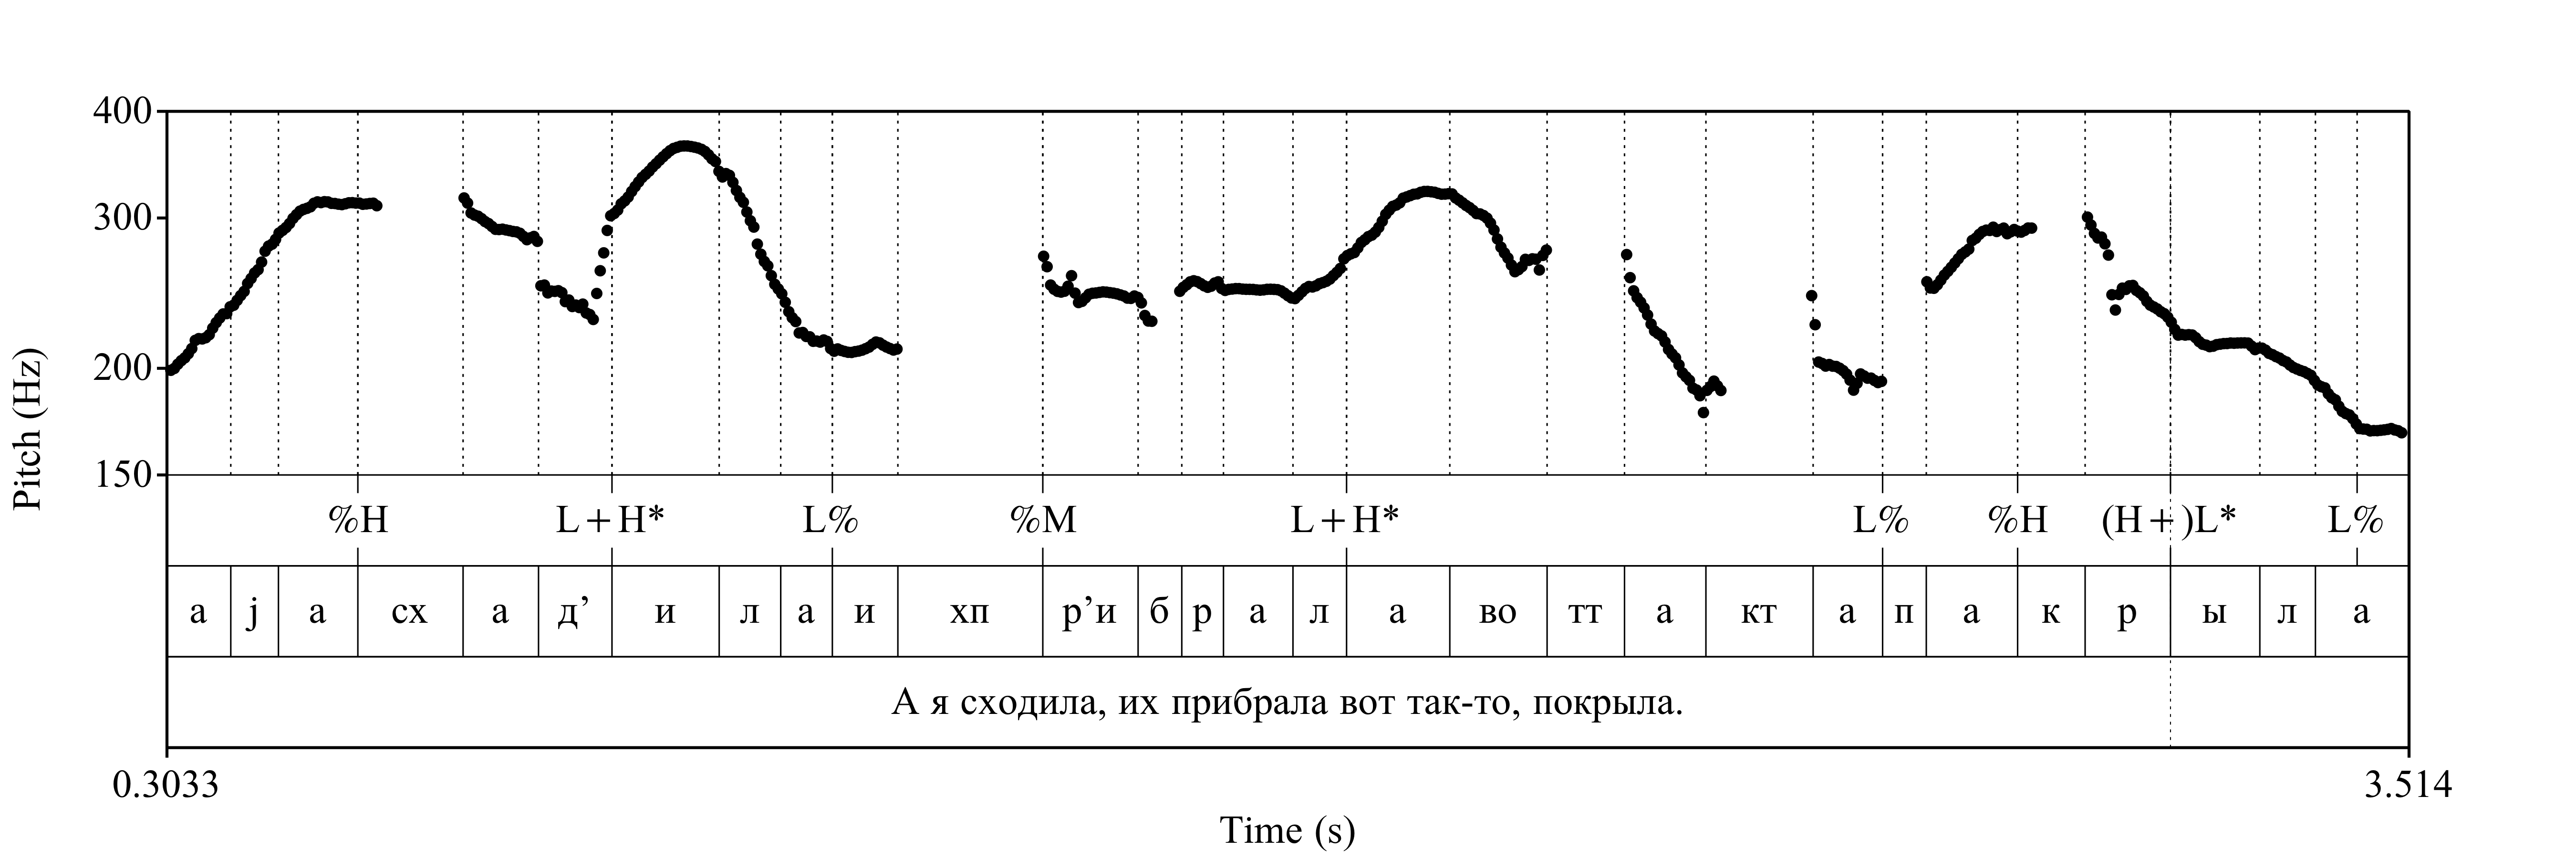 400
300
200
150
Pitch (Hz)
%H L+H* L% %M L+H* L% %H (H+)L* L%
а ј а сх а д’ и л а и хп р’и б р а л а во тт а кт а п а к р ы л а
А я сходила, их прибрала вот так-то, покрыла.
0.3033 3.514
Time (s)